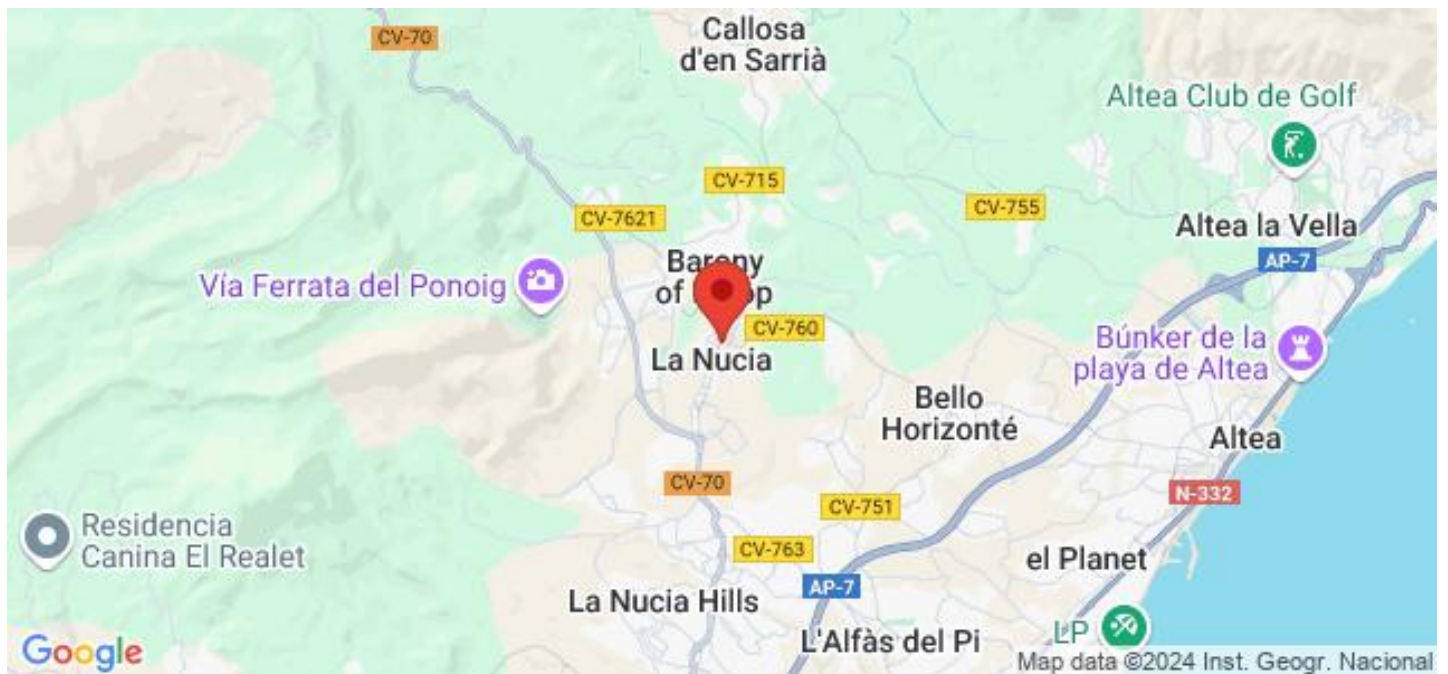 CV-70
Callosa
d'en Sarrià
Altea Club de Golf
CV-715
CV-755
CV-7621
Altea la Vella
AP-7
Barony
Vía Ferrata del Ponoig
of
CV-760
La Nucia
Búnker de la
playa de Altea
Bello
Horizonté
Altea
CV-70
N-332
CV-751
Residencia
Canina El Realet
CV-763
el Planet
AP-7
La Nucia Hills
L'Alfàs del Pi
LP
Google
Map data ©2024 Inst. Geogr. Nacional